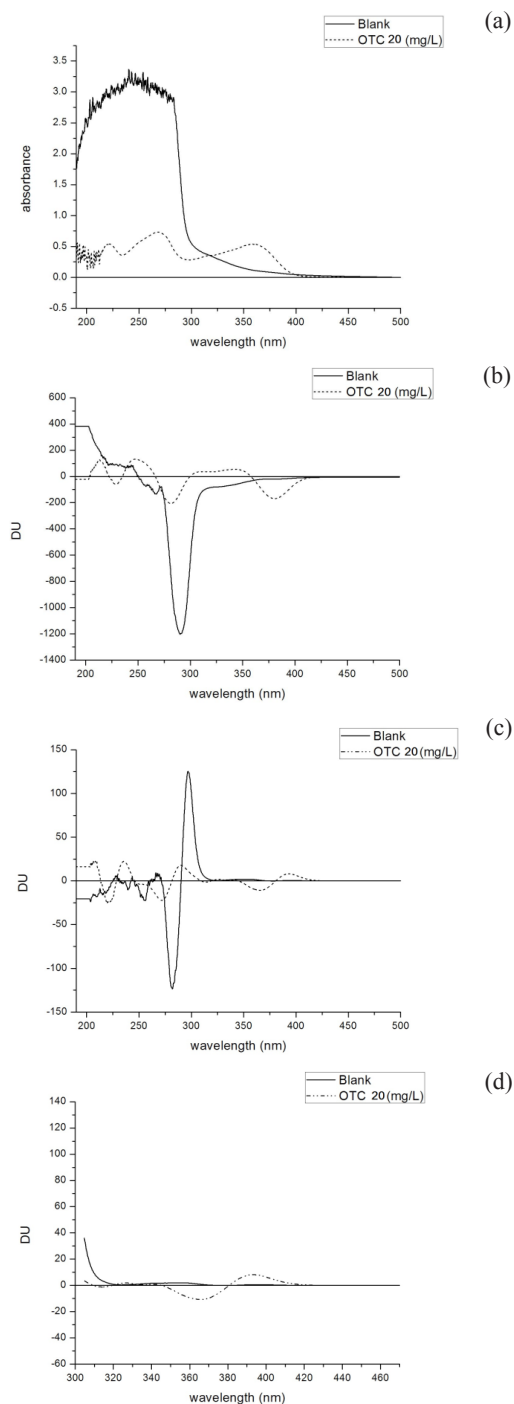 (a)
Blank
OTC 20 (mg/L)
absorbance
3.5
3.0
2.5
2.0
1.5
1.0
0.5
0.0
-0.5
200 250 300 350 400 450 500
wavelength (nm)
(b)
Blank
OTC 20 (mg/L)
DU
600
400
200
0
-200
-400
-600
-800
-1000
-1200
-1400
200 250 300 350 400 450 500
wavelength (nm)
(c)
Blank
OTC 20 (mg/L)
DU
150
100
50
0
-50
-100
-150
200 250 300 350 400 450 500
wavelength (nm)
(d)
Blank
OTC 20 (mg/L)
DU
140
120
100
80
60
40
20
0
-20
-40
-60
300 320 340 360 380 400 420 440 460
wavelength (nm)